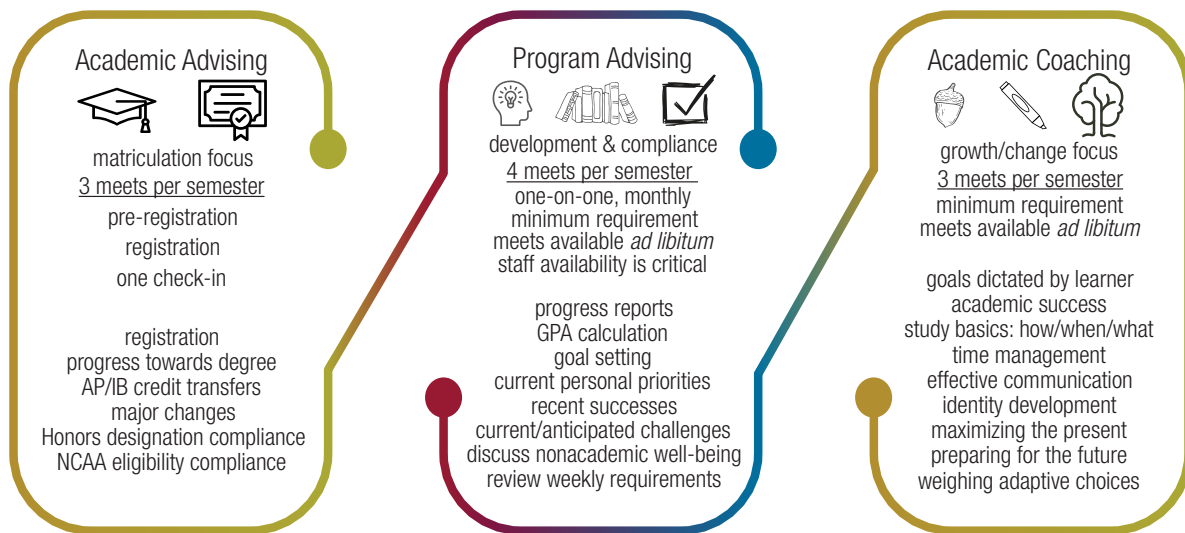 Academic Advising
matriculation focus
3 meets per semester
pre-registration
registration
one check-in
registration
progress towards degree
AP/IB credit transfers
major changes
Honors designation compliance
NCAA eligibility compliance
Program Advising
development & compliance
4 meets per semester
one-on-one, monthly
minimum requirement
meets available ad libitum
staff availability is critical
progress reports
GPA calculation
goal setting
current personal priorities
recent successes
current/anticipated challenges
discuss nonacademic well-being
review weekly requirements
Academic Coaching
growth/change focus
3 meets per semester
minimum requirement
meets available ad libitum
goals dictated by learner
academic success
study basics: how/when/what
time management
effective communication
identity development
maximizing the present
preparing for the future
weighing adaptive choices